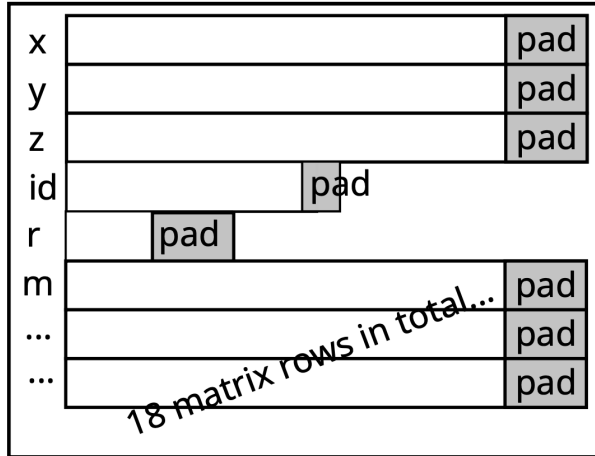 x pad
y pad
z pad
id pad
r pad
m pad
... pad
... pad
18 matrix rows in total...